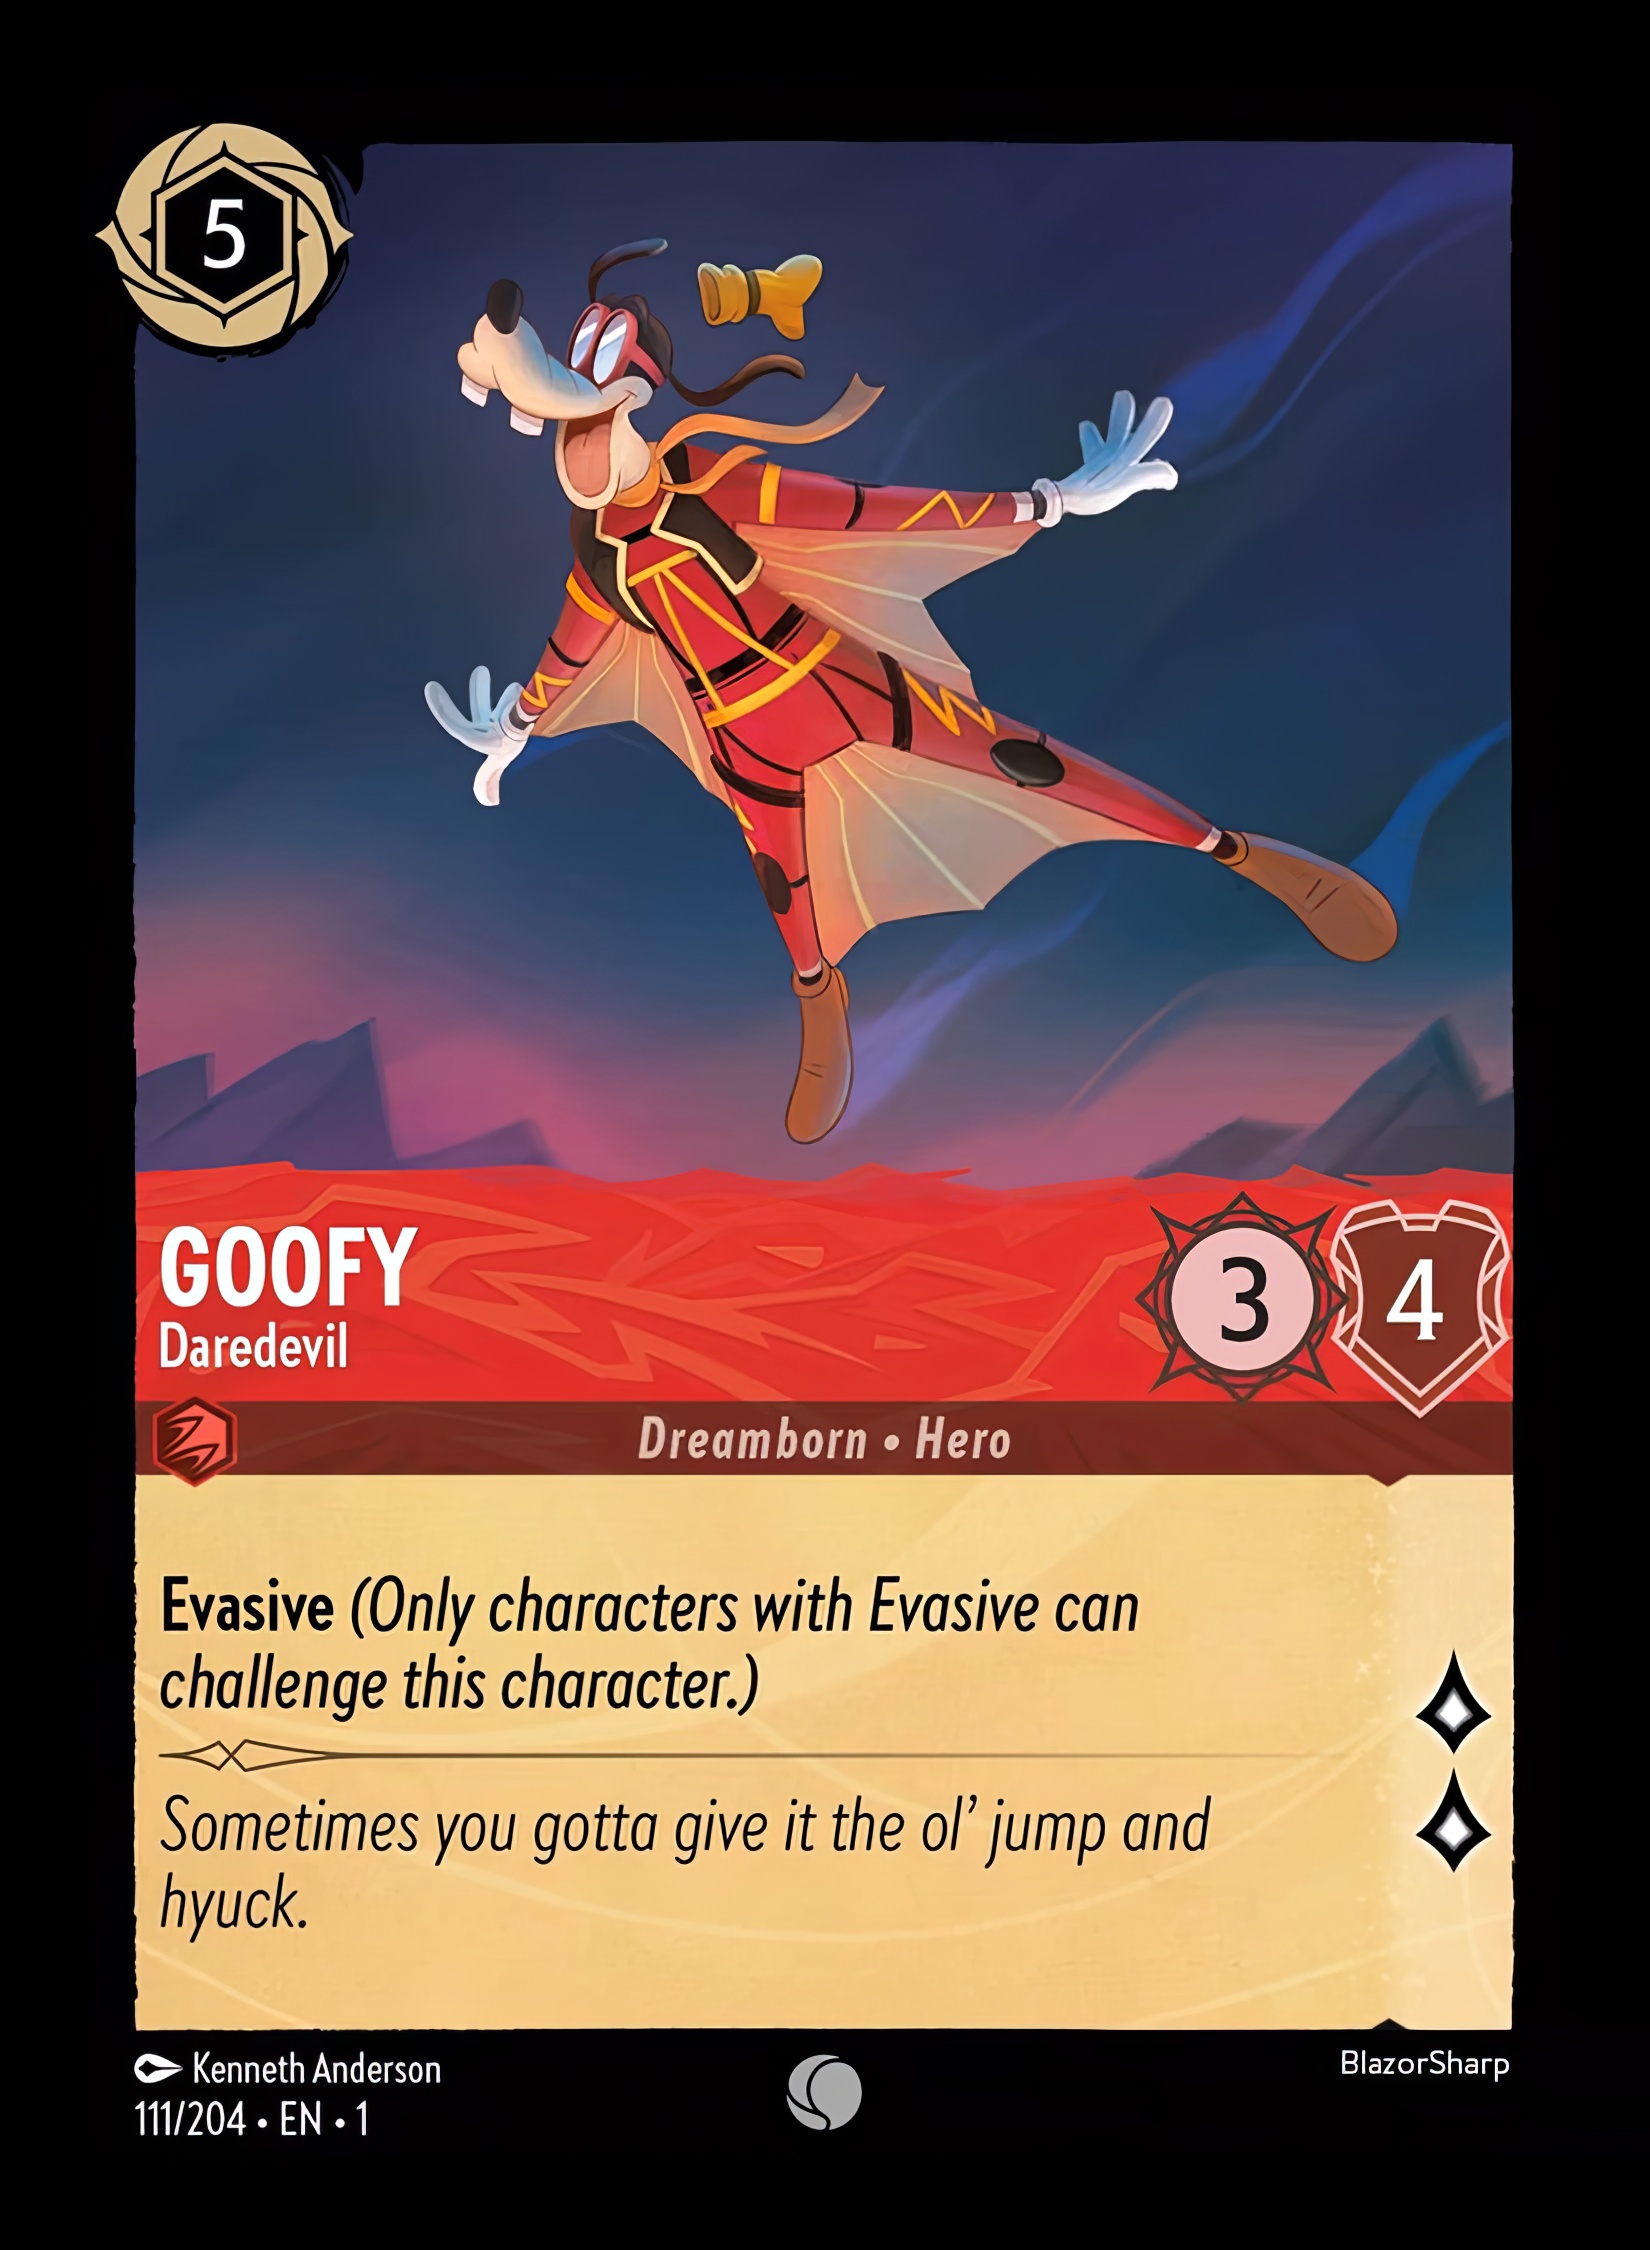 5
GOOFY
Daredevil
3
4
Dreamborn • Hero
Evasive (Only characters with Evasive can
challenge this character.)
Sometimes you gotta give it the ol’ jump and
hyuck.
Kenneth Anderson
BlazorSharp
111/204 • EN • 1